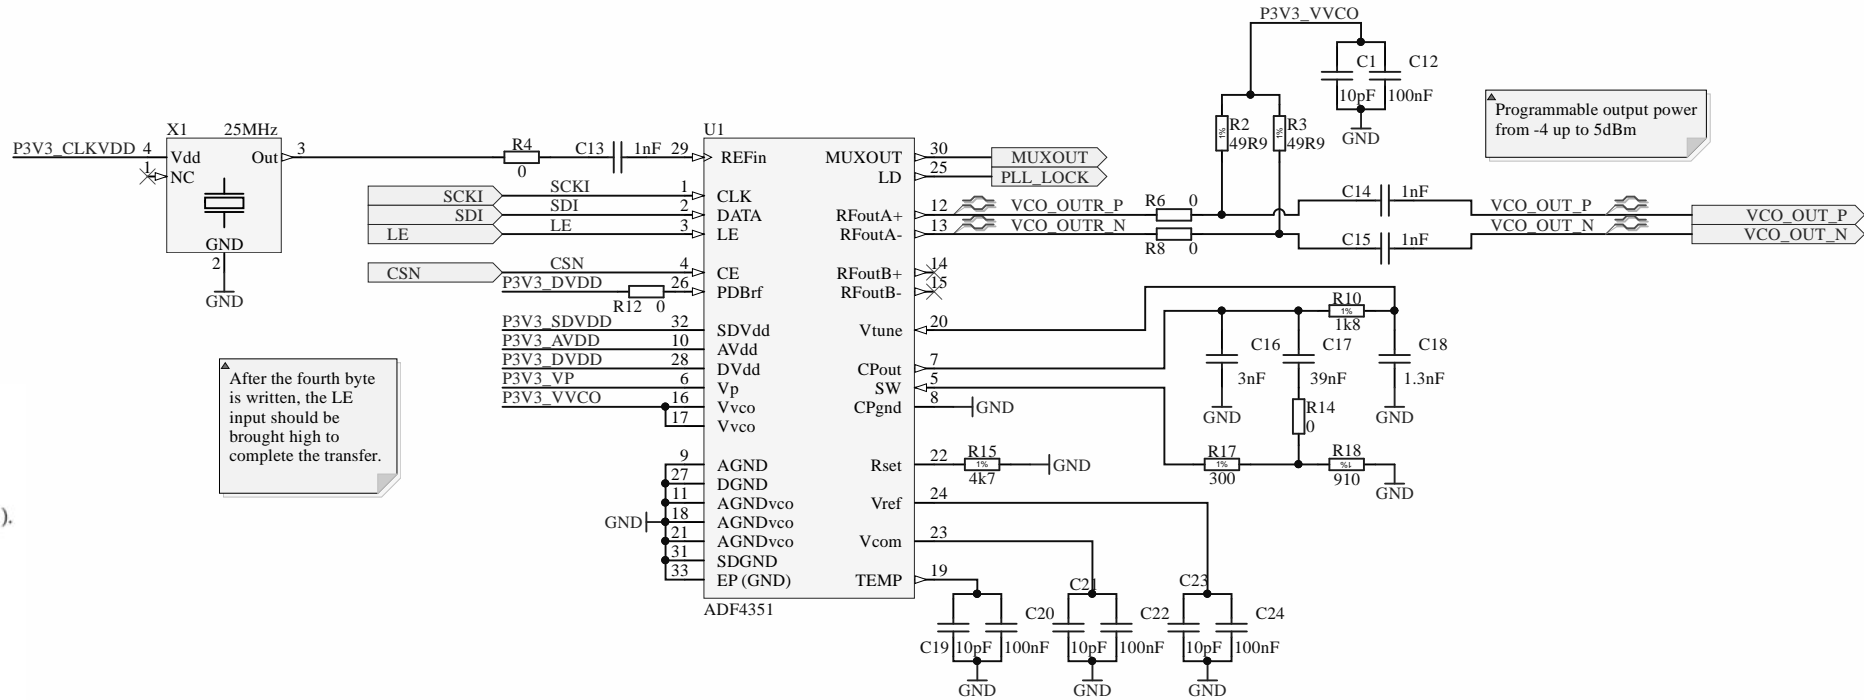 P3V3_VVCO
C1
C12
10pF
100nF
GND
Programmable output power
from -4 up to 5dBm
X1
25MHz
P3V3_CLKVDD
4
Vdd
Out
3
1
NC
GND
2
GND
R4
0
C13
1nF
29
SCKI
SCKI
1
SDI
SDI
2
LE
LE
3
CSN
CSN
4
P3V3_DVDD
26
R12
0
P3V3_SDVDD
32
P3V3_AVDD
10
P3V3_DVDD
28
P3V3_VP
6
P3V3_VVCO
16
17
9
27
11
GND
18
21
31
33
After the fourth byte
is written, the LE
input should be
brought high to
complete the transfer.
).
U1
REFin
CLK
DATA
LE
CE
PDBrf
SDVdd
AVdd
DVdd
Vp
Vvco
Vvco
AGND
DGND
AGNDvco
AGNDvco
AGNDvco
SDGND
EP (GND)
ADF4351
MUXOUT
LD
RFoutA+
RFoutA-
RFoutB+
RFoutB-
Vtune
CPout
SW
CPgnd
Rset
Vref
Vcom
TEMP
30
MUXOUT
25
PLL_LOCK
12
VCO_OUTR_P
R6
0
13
VCO_OUTR_N
R8
0
R2
1%
49R9
R3
1%
49R9
C14
1nF
C15
1nF
VCO_OUT_P
VCO_OUT_N
VCO_OUT_P
VCO_OUT_N
14
15
20
R10
1%
1k8
7
C16
3nF
GND
C17
39nF
C18
1.3nF
GND
5
8
GND
R14
0
22
R15
1%
4k7
GND
R17
1%
300
R18
1%
910
GND
24
23
19
C19
10pF
C20
100nF
GND
C21
10pF
C22
100nF
GND
C23
10pF
C24
100nF
GND